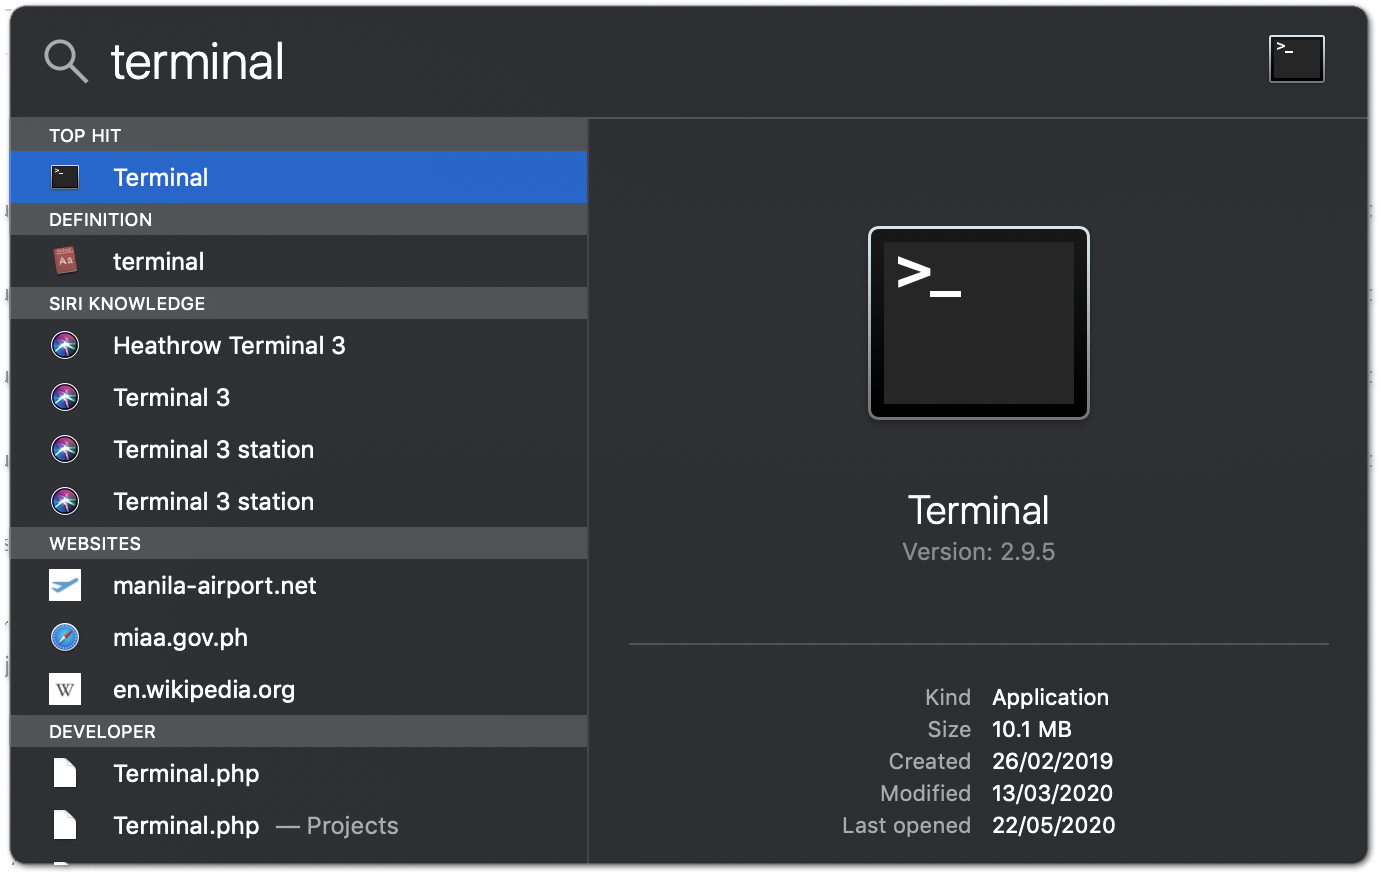 terminal
TOP HIT
Terminal
DEFINITION
terminal
SIRI KNOWLEDGE
Heathrow Terminal 3
Terminal 3
Terminal 3 station
Terminal 3 station
WEBSITES
manila-airport.net
miaa.gov.ph
en.wikipedia.org
DEVELOPER
Terminal.php
Terminal.php — Projects
>_
Terminal
Version: 2.9.5
Kind Application
Size 10.1 MB
Created 26/02/2019
Modified 13/03/2020
Last opened 22/05/2020